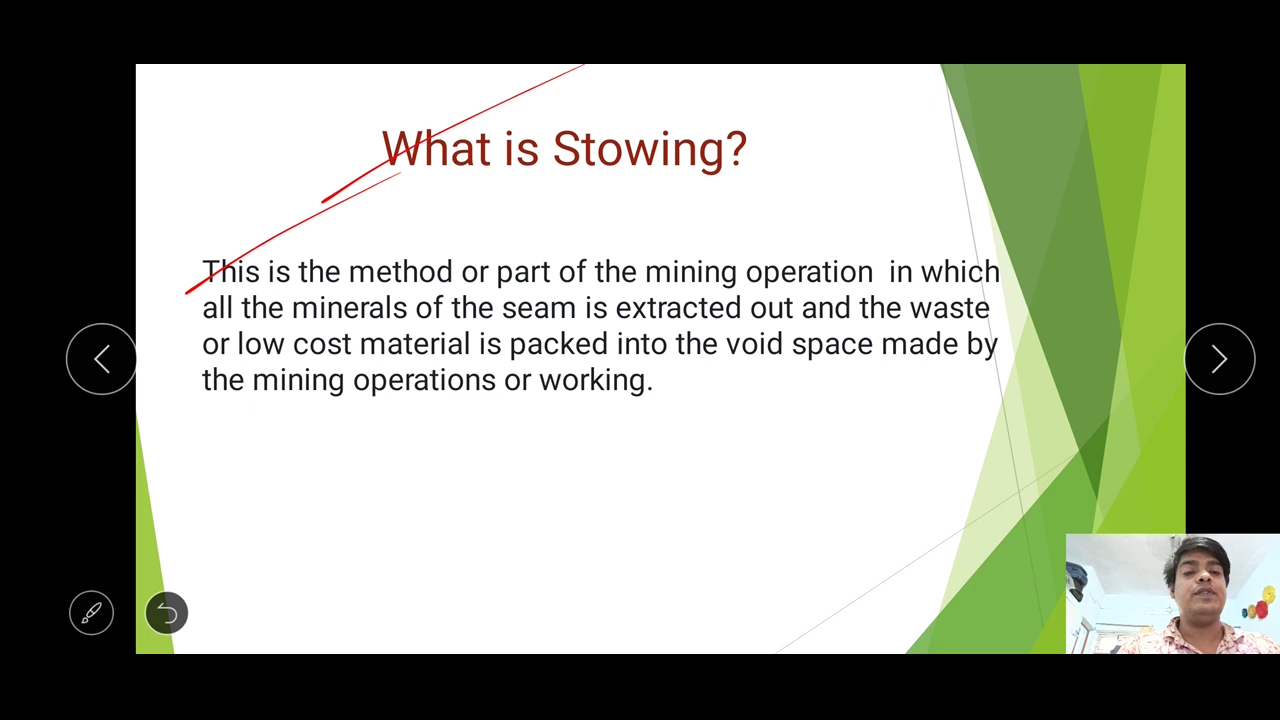 What is Stowing?
This is the method or part of the mining operation  in which
all the minerals of the seam is extracted out and the waste
or low cost material is packed into the void space made by
the mining operations or working.